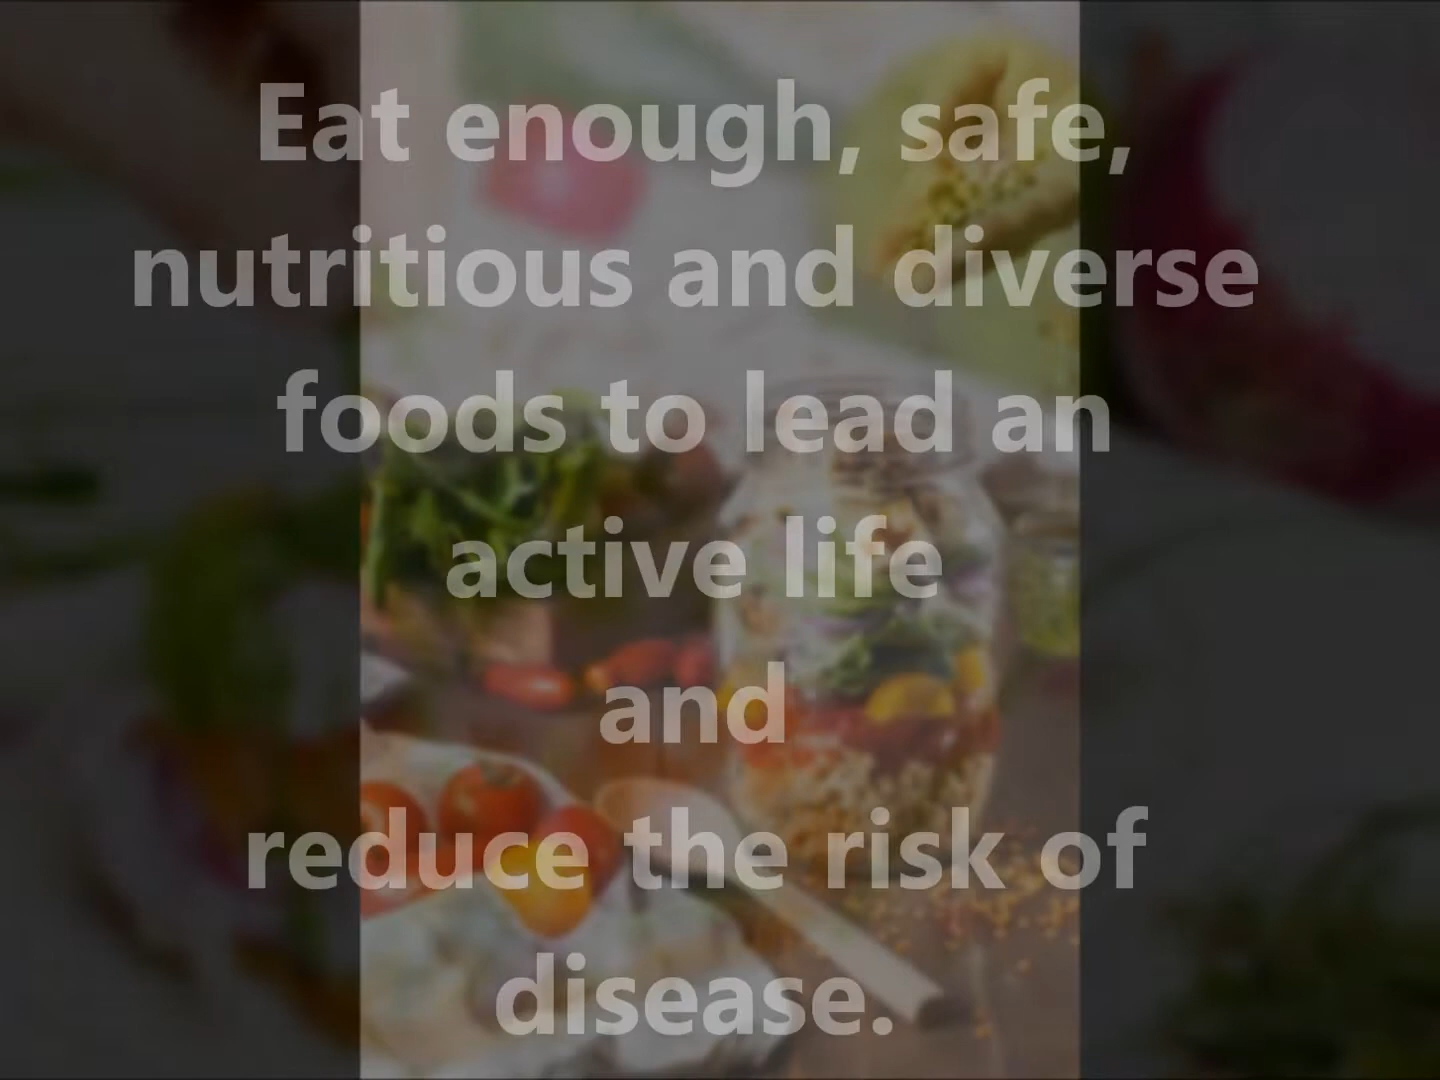 Eat enough, safe,
nutritious and diverse
foods to lead an
active life
and
reduce the risk of
disease.